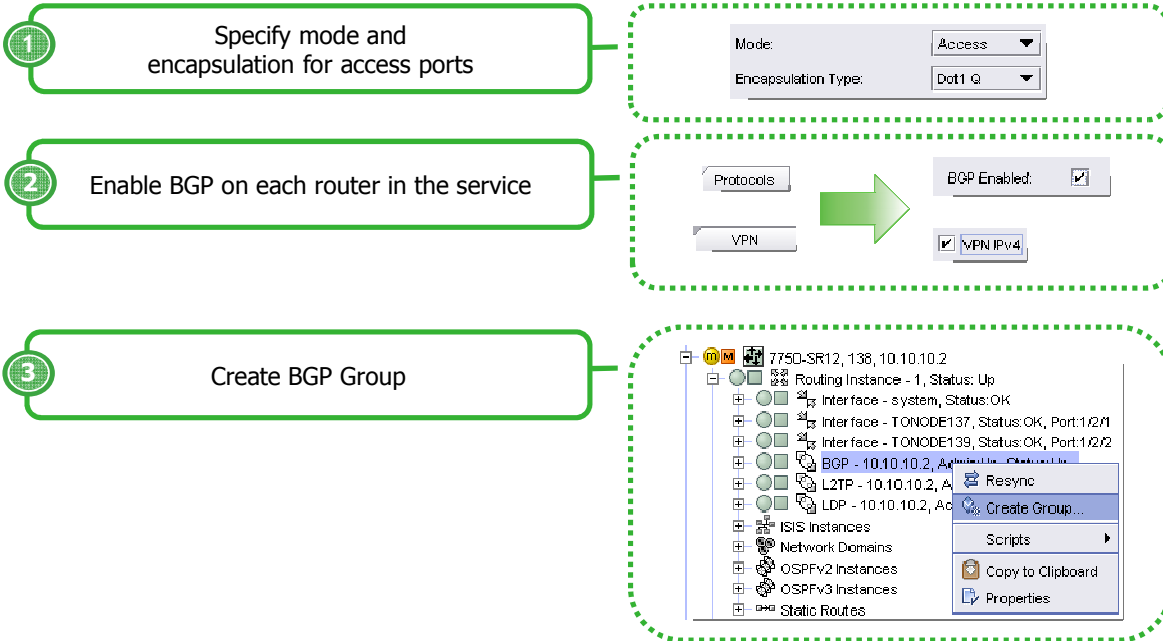 1
Specify mode and
encapsulation for access ports
Mode: Access
Encapsulation Type: Dot1 Q
2
Enable BGP on each router in the service
Protocols
BGP Enabled:
VPN
VPN IPv4
3
Create BGP Group
7750-SR12, 138, 10.10.10.2
Routing Instance - 1, Status: Up
Interface - system, Status:OK
Interface - TONODE137, Status:OK, Port:1/2/1
Interface - TONODE139, Status:OK, Port:1/2/2
BGP - 10.10.10.2,
L2TP - 10.10.10.2, A
LDP - 10.10.10.2, Ac
ISIS Instances
Network Domains
OSPFv2 Instances
OSPFv3 Instances
Static Routes
Resync
Create Group...
Scripts
Copy to Clipboard
Properties